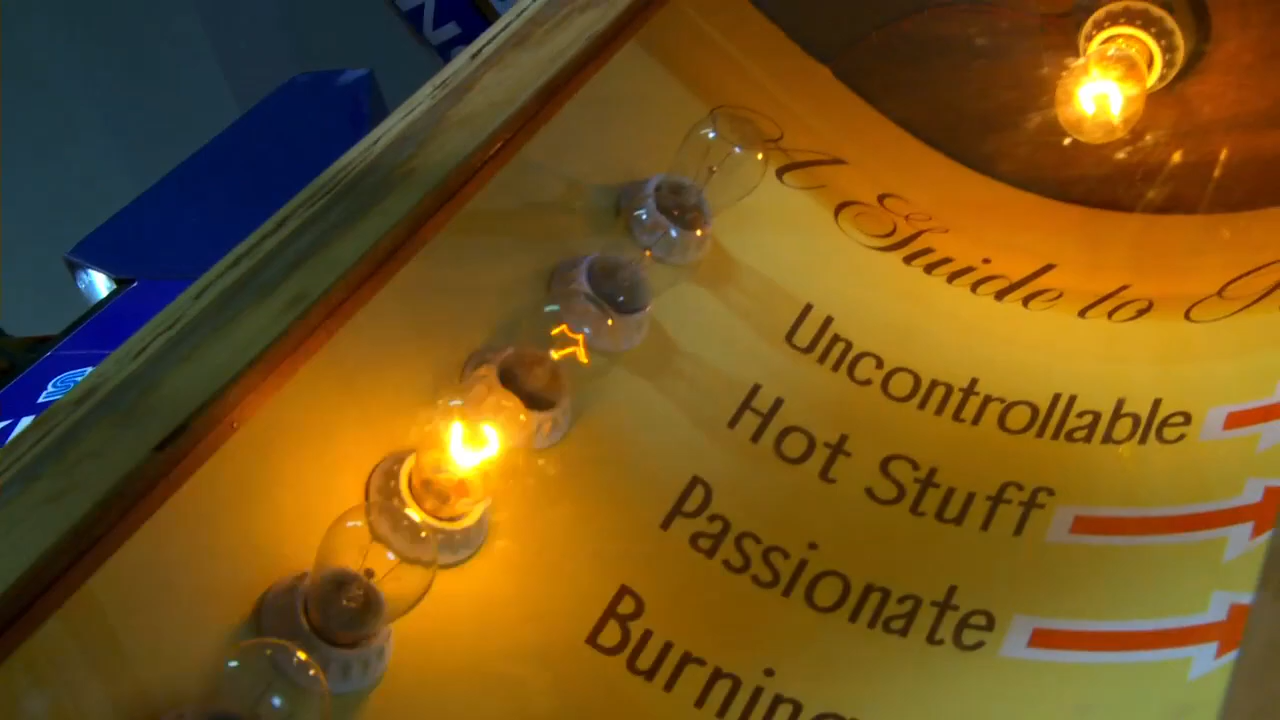 A Guide to
Uncontrollable
Hot Stuff
Passionate
Burning